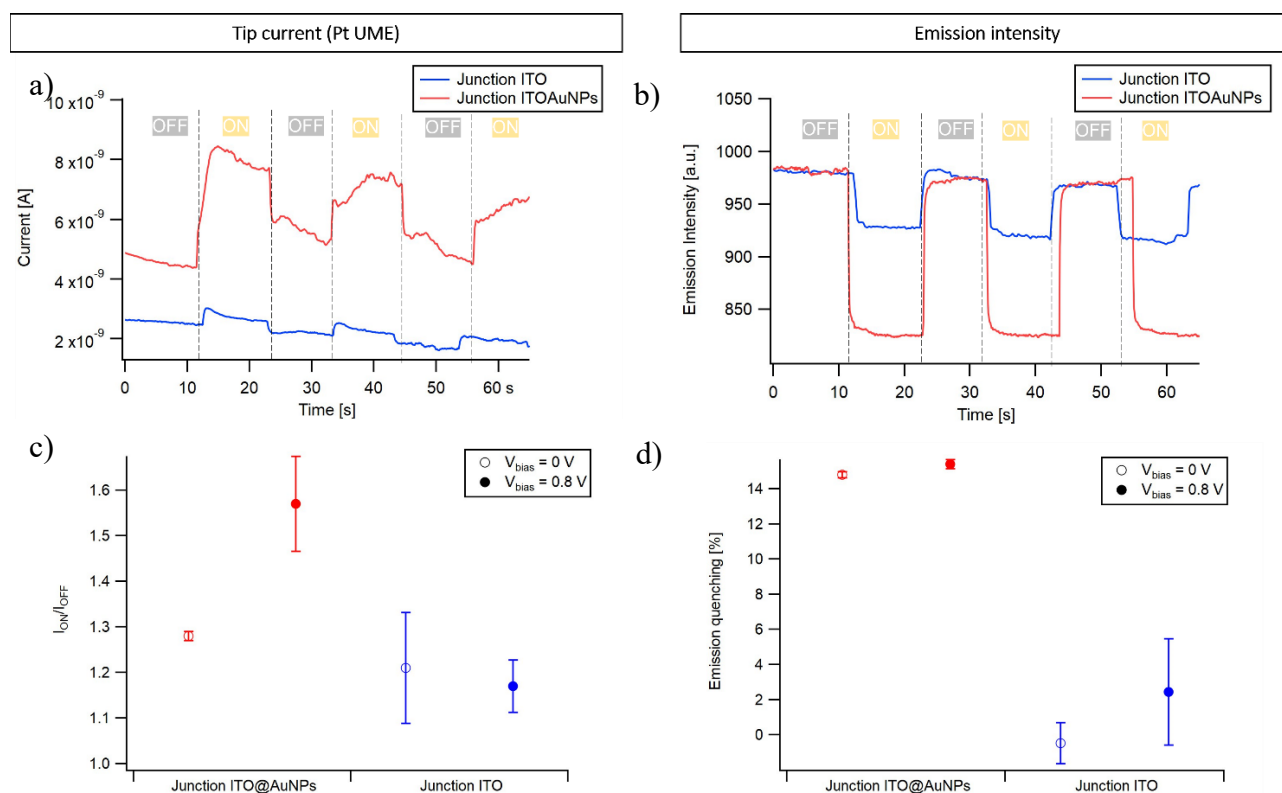 Tip current (Pt UME)
Emission intensity
a)
Junction ITO
Junction ITOAuNPs
10 x10⁻⁹
8 x10⁻⁹
6 x10⁻⁹
4 x10⁻⁹
2 x10⁻⁹
Current [A]
OFF ON OFF ON OFF ON
0 10 20 30 40 50 60 s
Time [s]
b)
Junction ITO
Junction ITOAuNPs
1050
1000
950
900
850
Emission Intensity [a.u.]
OFF ON OFF ON OFF ON
0 10 20 30 40 50 60
Time [s]
c)
V_bias = 0 V
V_bias = 0.8 V
1.6
1.5
1.4
1.3
1.2
1.1
1.0
I_ON/I_OFF
Junction ITO@AuNPs Junction ITO
d)
V_bias = 0 V
V_bias = 0.8 V
14
12
10
8
6
4
2
0
Emission quenching [%]
Junction ITO@AuNPs Junction ITO